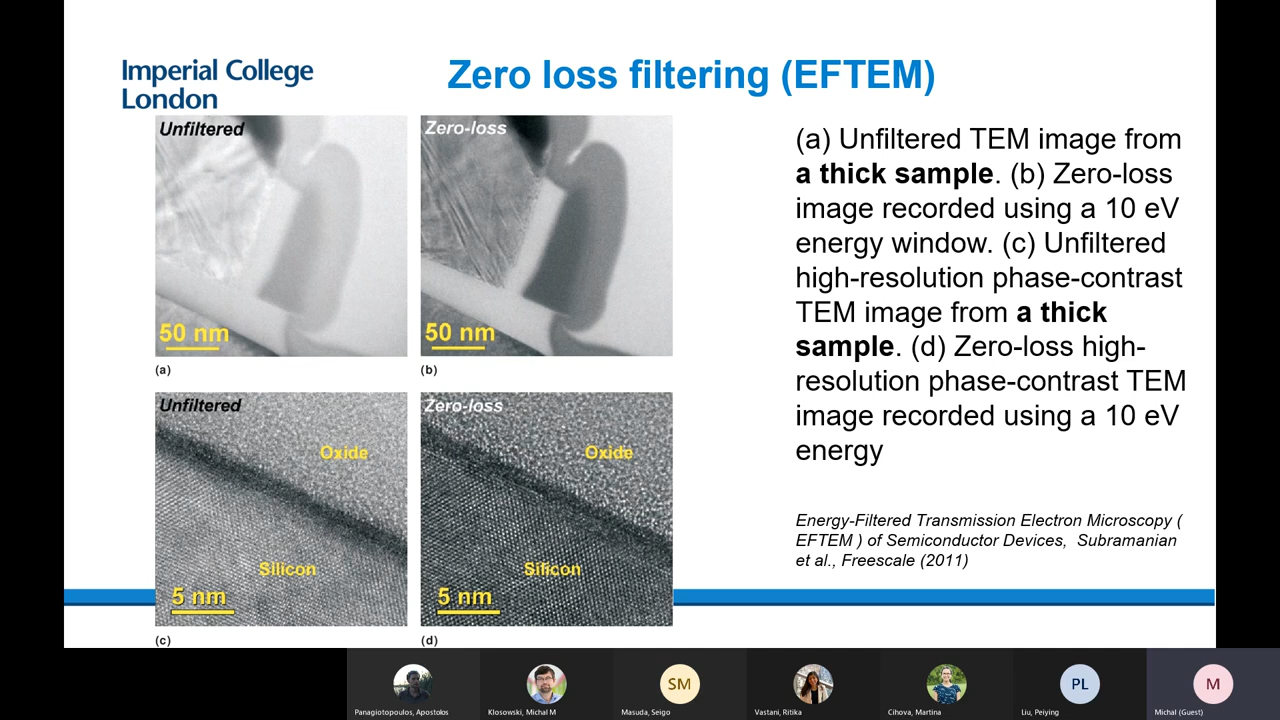 Imperial College
London
Zero loss filtering (EFTEM)
Unfiltered
50 nm
(a)
Zero-loss
50 nm
(b)
Unfiltered
Oxide
Silicon
5 nm
(c)
Zero-loss
Oxide
Silicon
5 nm
(d)
(a) Unfiltered TEM image from
a thick sample. (b) Zero-loss
image recorded using a 10 eV
energy window. (c) Unfiltered
high-resolution phase-contrast
TEM image from a thick
sample. (d) Zero-loss high-
resolution phase-contrast TEM
image recorded using a 10 eV
energy
Energy-Filtered Transmission Electron Microscopy (
EFTEM ) of Semiconductor Devices, Subramanian
et al., Freescale (2011)
Panagiotopoulos, Apostolos
Klosowski, Michal M
SM
Masuda, Seigo
Vastani, Ritika
Cihova, Martina
PL
Liu, Peiying
M
Michal (Guest)